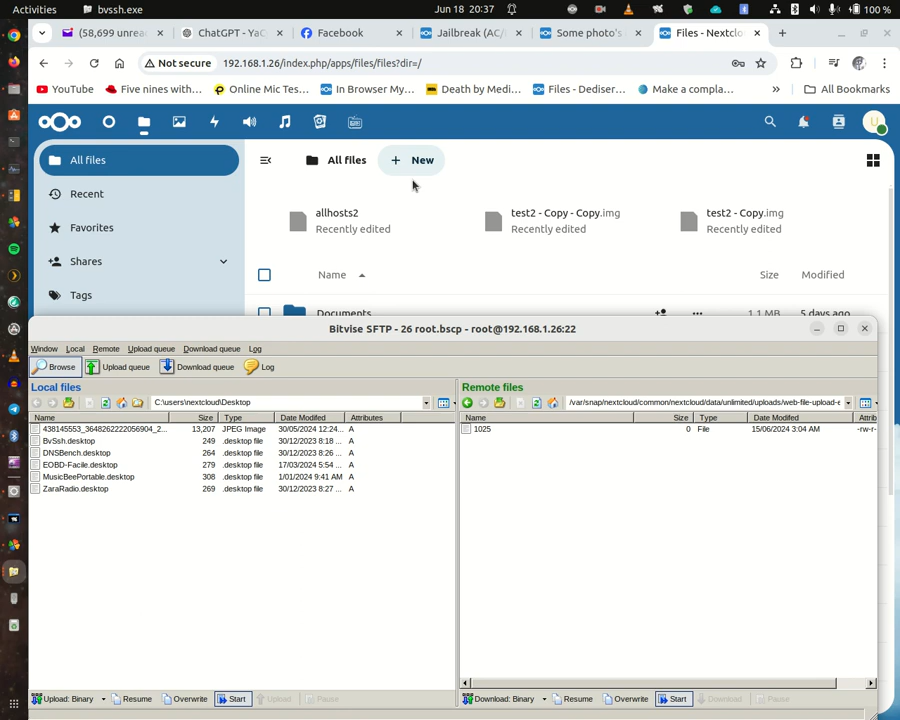 Activities bvssh.exe Jun 18 20:37 100 %
(58,699 unrea ChatGPT - YaC Facebook Jailbreak (AC/ Some photo's Files - Nextclo
Not secure 192.168.1.26/index.php/apps/files/files?dir=/
YouTube Five nines with... Online Mic Tes... In Browser My... Death by Medi... Files - Dediser... Make a compla... » All Bookmarks
U
All files All files + New
Recent
Favorites allhosts2 test2 - Copy - Copy.img test2 - Copy.img
Recently edited Recently edited Recently edited
Shares
Name Size Modified
Tags
Documents 1.1 MB 5 days ago
Bitvise SFTP - 26 root.bscp - root@192.168.1.26:22
Window Local Remote Upload queue Download queue Log
Browse Upload queue Download queue Log
Local files Remote files
C:\users\nextcloud\Desktop /var/snap/nextcloud/common/nextcloud/data/unlimited/uploads/web-file-upload-e
Name Size Type Date Modifed Attributes Name Size Type Date Modifed Attrib
438145553_3648262222056904_2... 13,207 JPEG Image 30/05/2024 12:24... A 1025 0 File 15/06/2024 3:04 AM -rw-r-
BvSsh.desktop 249 .desktop file 30/12/2023 8:18 ... A
DNSBench.desktop 264 .desktop file 30/12/2023 8:26 ... A
EOBD-Facile.desktop 279 .desktop file 17/03/2024 5:54 ... A
MusicBeePortable.desktop 308 .desktop file 1/01/2024 9:41 AM A
ZaraRadio.desktop 269 .desktop file 30/12/2023 8:27 ... A
Upload: Binary Resume Overwrite Start Upload Pause Download: Binary Resume Overwrite Start Download Pause